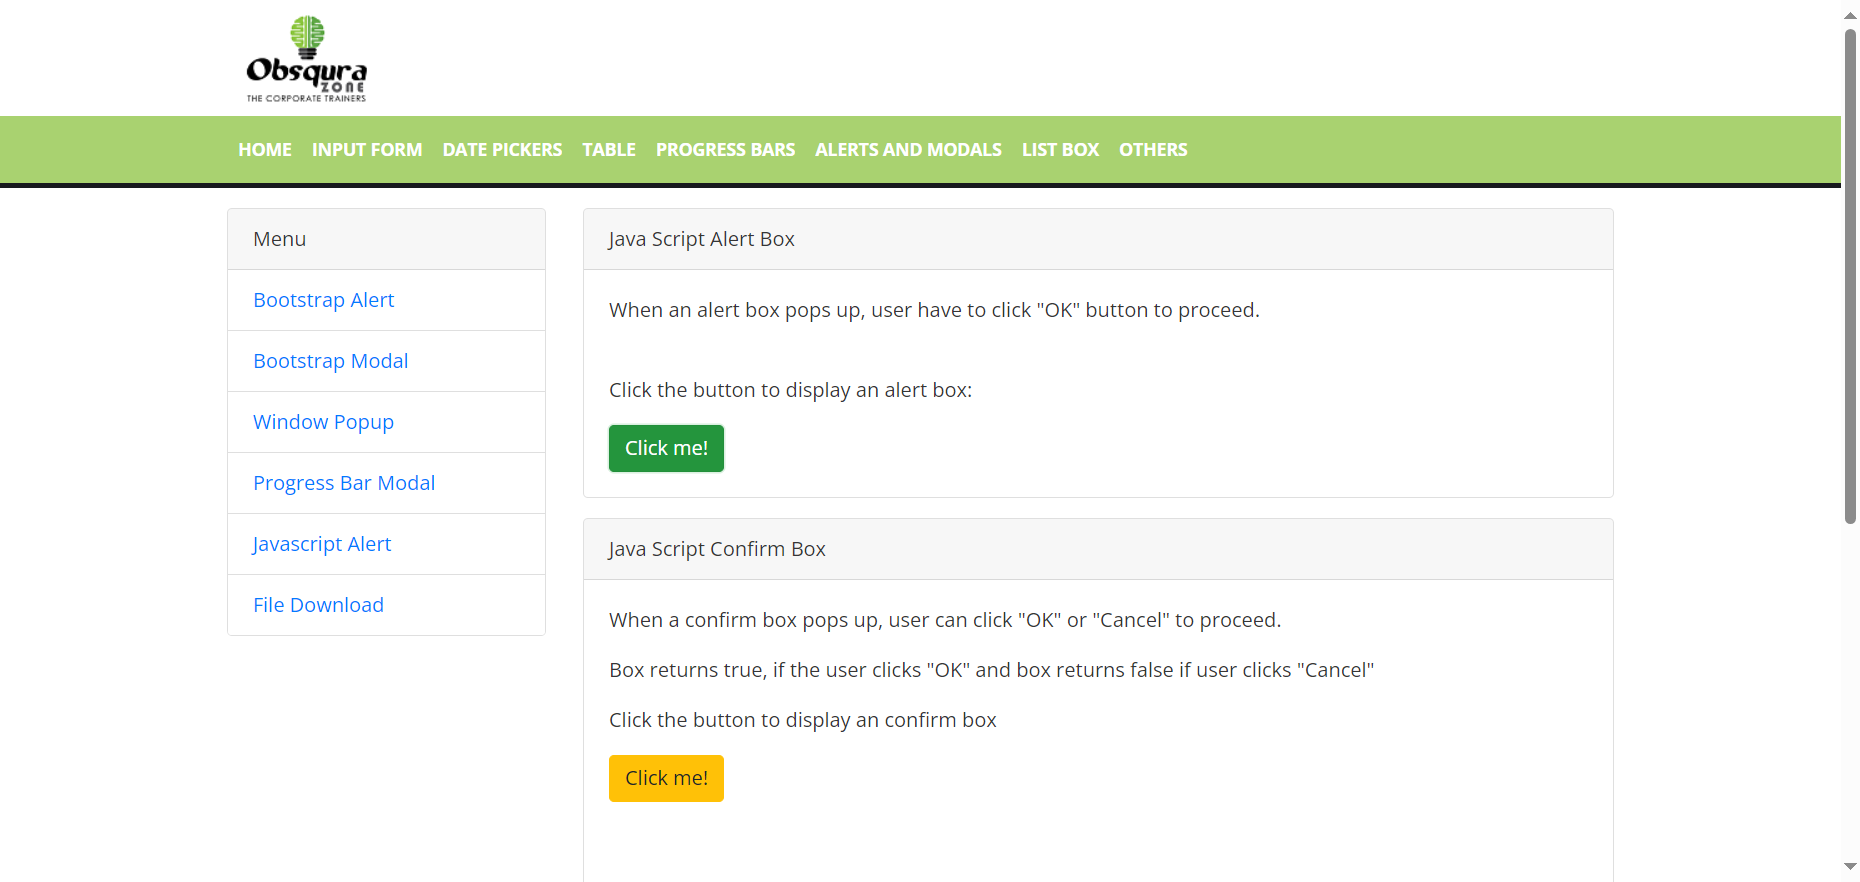 Obsqura
ZONE
THE CORPORATE TRAINERS
HOME INPUT FORM DATE PICKERS TABLE PROGRESS BARS ALERTS AND MODALS LIST BOX OTHERS
Menu
Bootstrap Alert
Bootstrap Modal
Window Popup
Progress Bar Modal
Javascript Alert
File Download
Java Script Alert Box
When an alert box pops up, user have to click "OK" button to proceed.
Click the button to display an alert box:
Click me!
Java Script Confirm Box
When a confirm box pops up, user can click "OK" or "Cancel" to proceed.
Box returns true, if the user clicks "OK" and box returns false if user clicks "Cancel"
Click the button to display an confirm box
Click me!